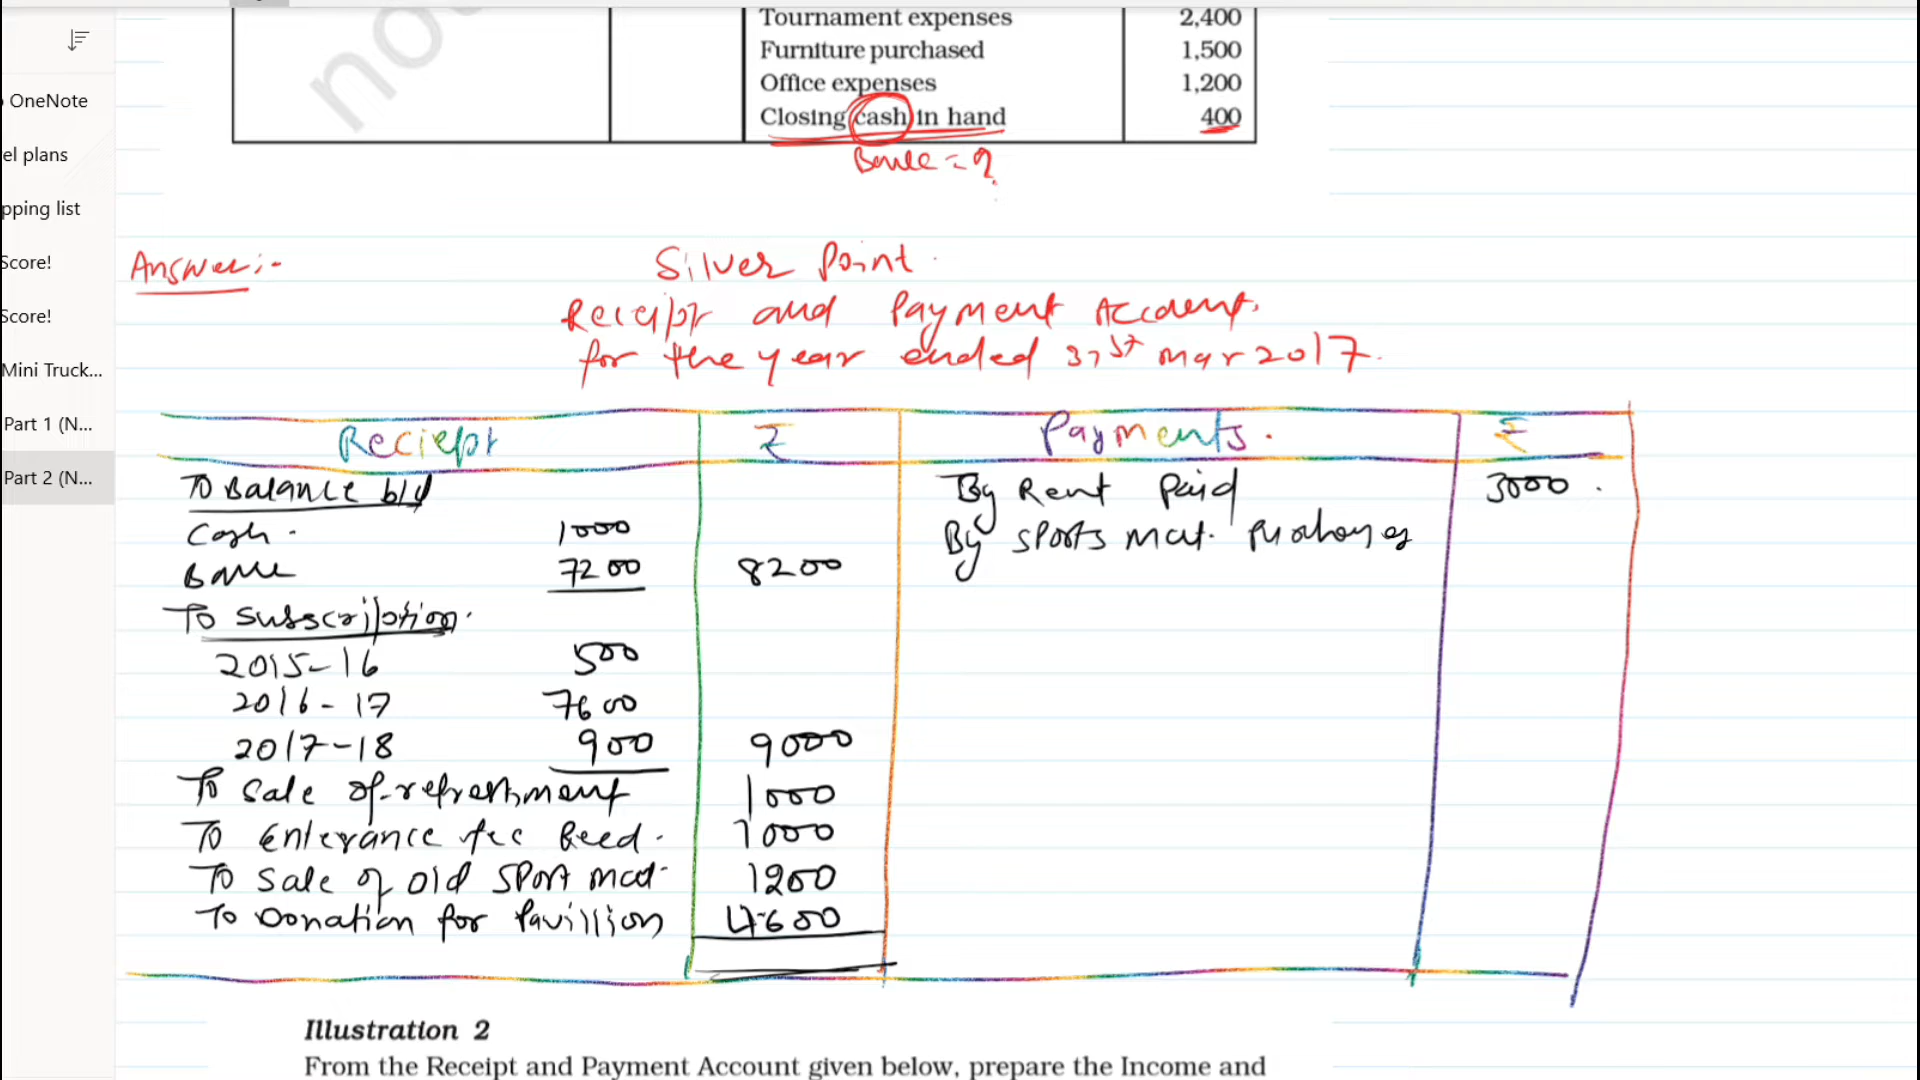 no
Tournament expenses 2,400
Furniture purchased 1,500
Office expenses 1,200
Closing cash in hand 400
= ?
OneNote
el plans
pping list
Score!
Score!
Mini Truck...
Part 1 (N...
Part 2 (N...
Answer:-
Silver Point.
Reciept and Payment Account.
for the year ended 31st Mar 2017.
Reciept ₹ Payments. ₹
To Balance b/d By Rent Paid 3000
Cash. 1000 By sports mat.
7200 8200
To Subscription.
2015-16 500
2016-17 7600
2017-18 900 9000
To Sale of refreshment 1000
To Enterance fee 1000
To Sale of Old Sport mat. 1200
To Donation for Pavillion 4600
Illustration 2
From the Receipt and Payment Account given below, prepare the Income and